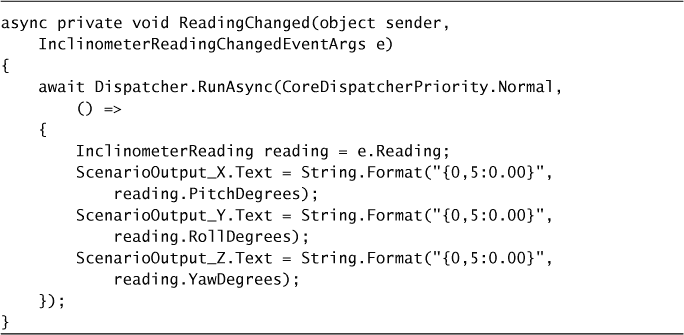 async private void ReadingChanged(object sender,
    InclinometerReadingChangedEventArgs e)
{
    await Dispatcher.RunAsync(CoreDispatcherPriority.Normal,
        () =>
    {
        InclinometerReading reading = e.Reading;
        ScenarioOutput_X.Text = String.Format("{0,5:0.00}",
            reading.PitchDegrees);
        ScenarioOutput_Y.Text = String.Format("{0,5:0.00}",
            reading.RollDegrees);
        ScenarioOutput_Z.Text = String.Format("{0,5:0.00}",
            reading.YawDegrees);
    });
}